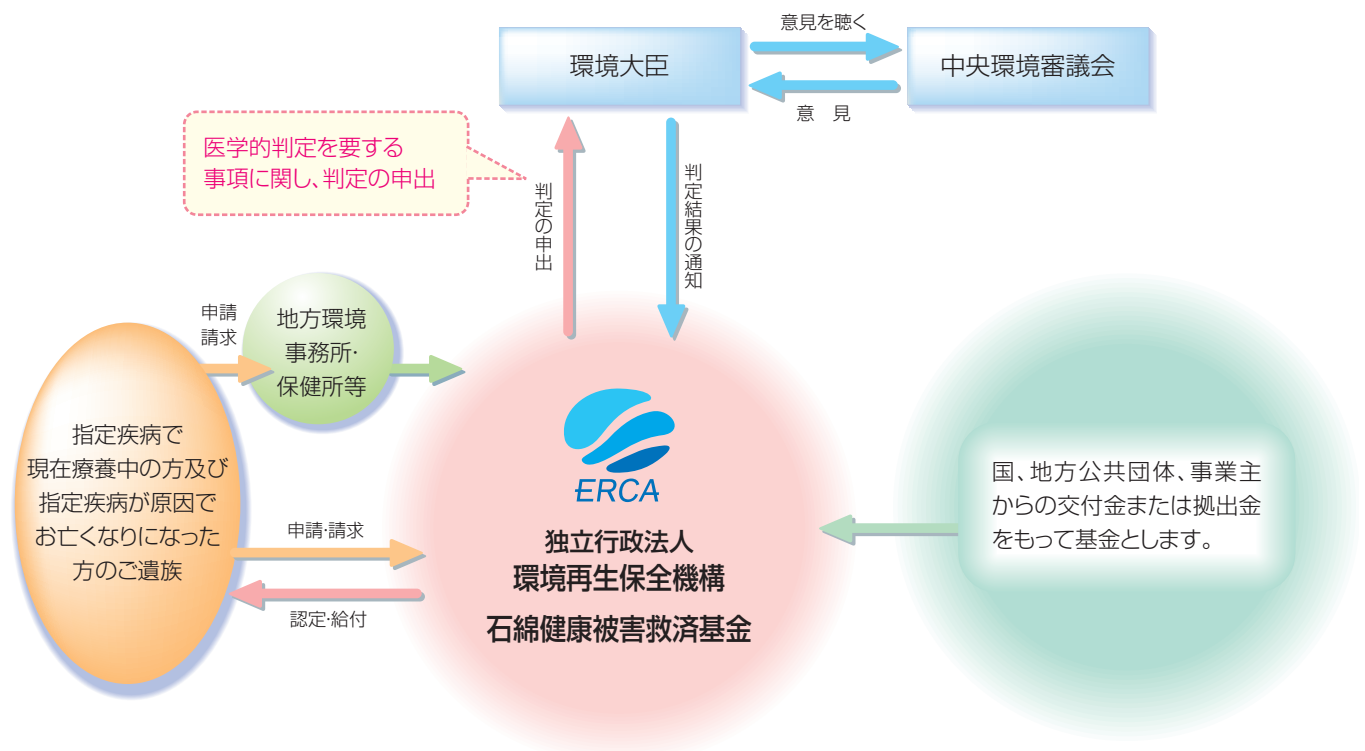 意見を聴く
環境大臣
中央環境審議会
意 見
医学的判定を要する
事項に関し、判定の申出
判定の申出
判定結果の通知
申請
請求
地方環境
事務所・
保健所等
指定疾病で
現在療養中の方及び
指定疾病が原因で
お亡くなりになった
方のご遺族
申請・請求
認定・給付
ERCA
独立行政法人
環境再生保全機構
石綿健康被害救済基金
国、地方公共団体、事業主
からの交付金または拠出金
をもって基金とします。